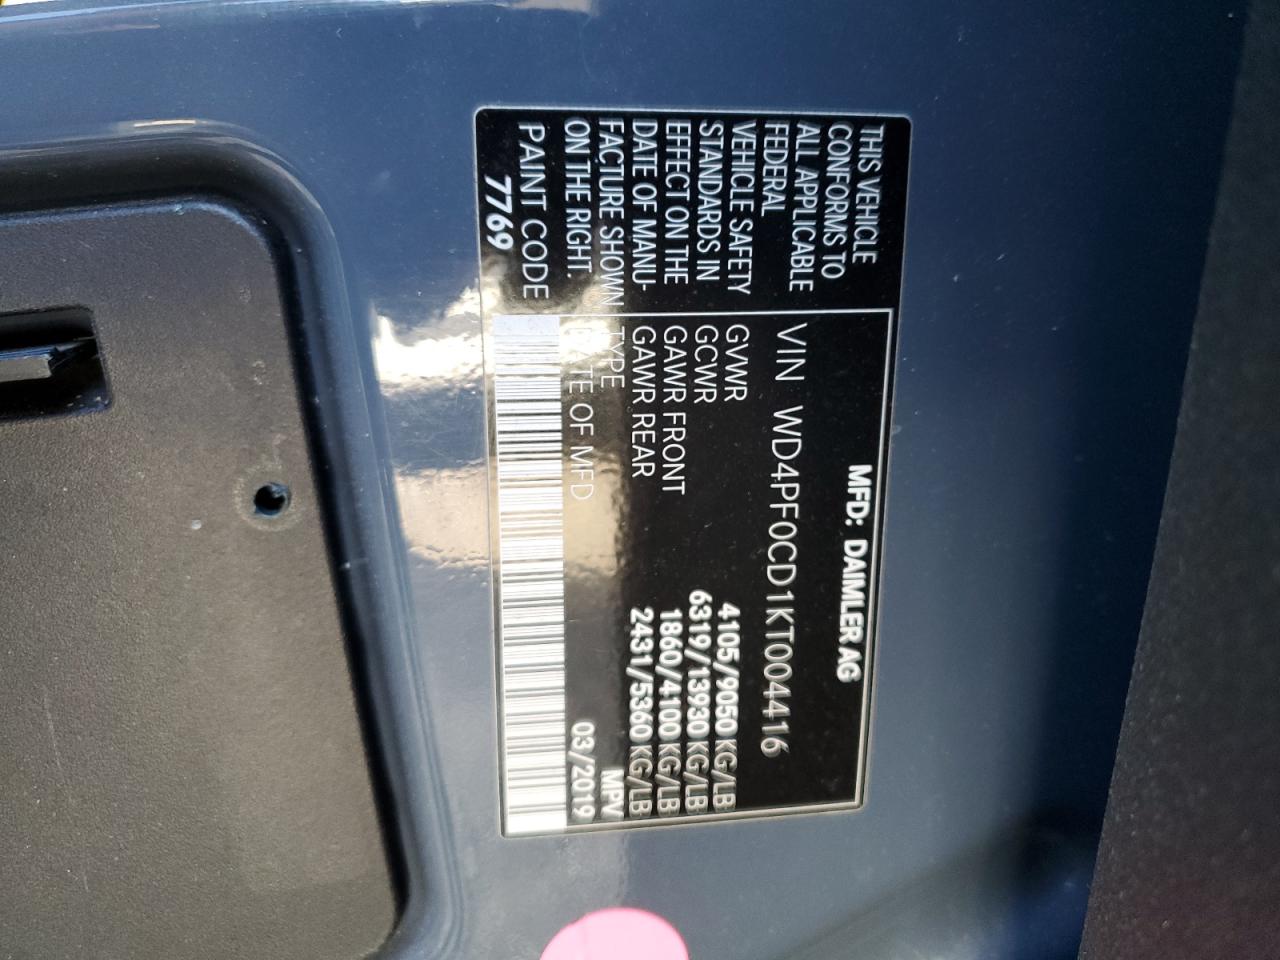 THIS VEHICLE
CONFORMS TO
ALL APPLICABLE
FEDERAL
VEHICLE SAFETY
STANDARDS IN
EFFECT ON THE
DATE OF MANU-
FACTURE SHOWN
ON THE RIGHT.
PAINT CODE
7769
MFD: DAIMLER AG
VIN WD4PF0CD1KT004416
GVWR 4105/9050 KG/LB
GCWR 6319/13930 KG/LB
GAWR FRONT 1860/4100 KG/LB
GAWR REAR 2431/5360 KG/LB
TYPE MPV
DATE OF MFD 03/2019